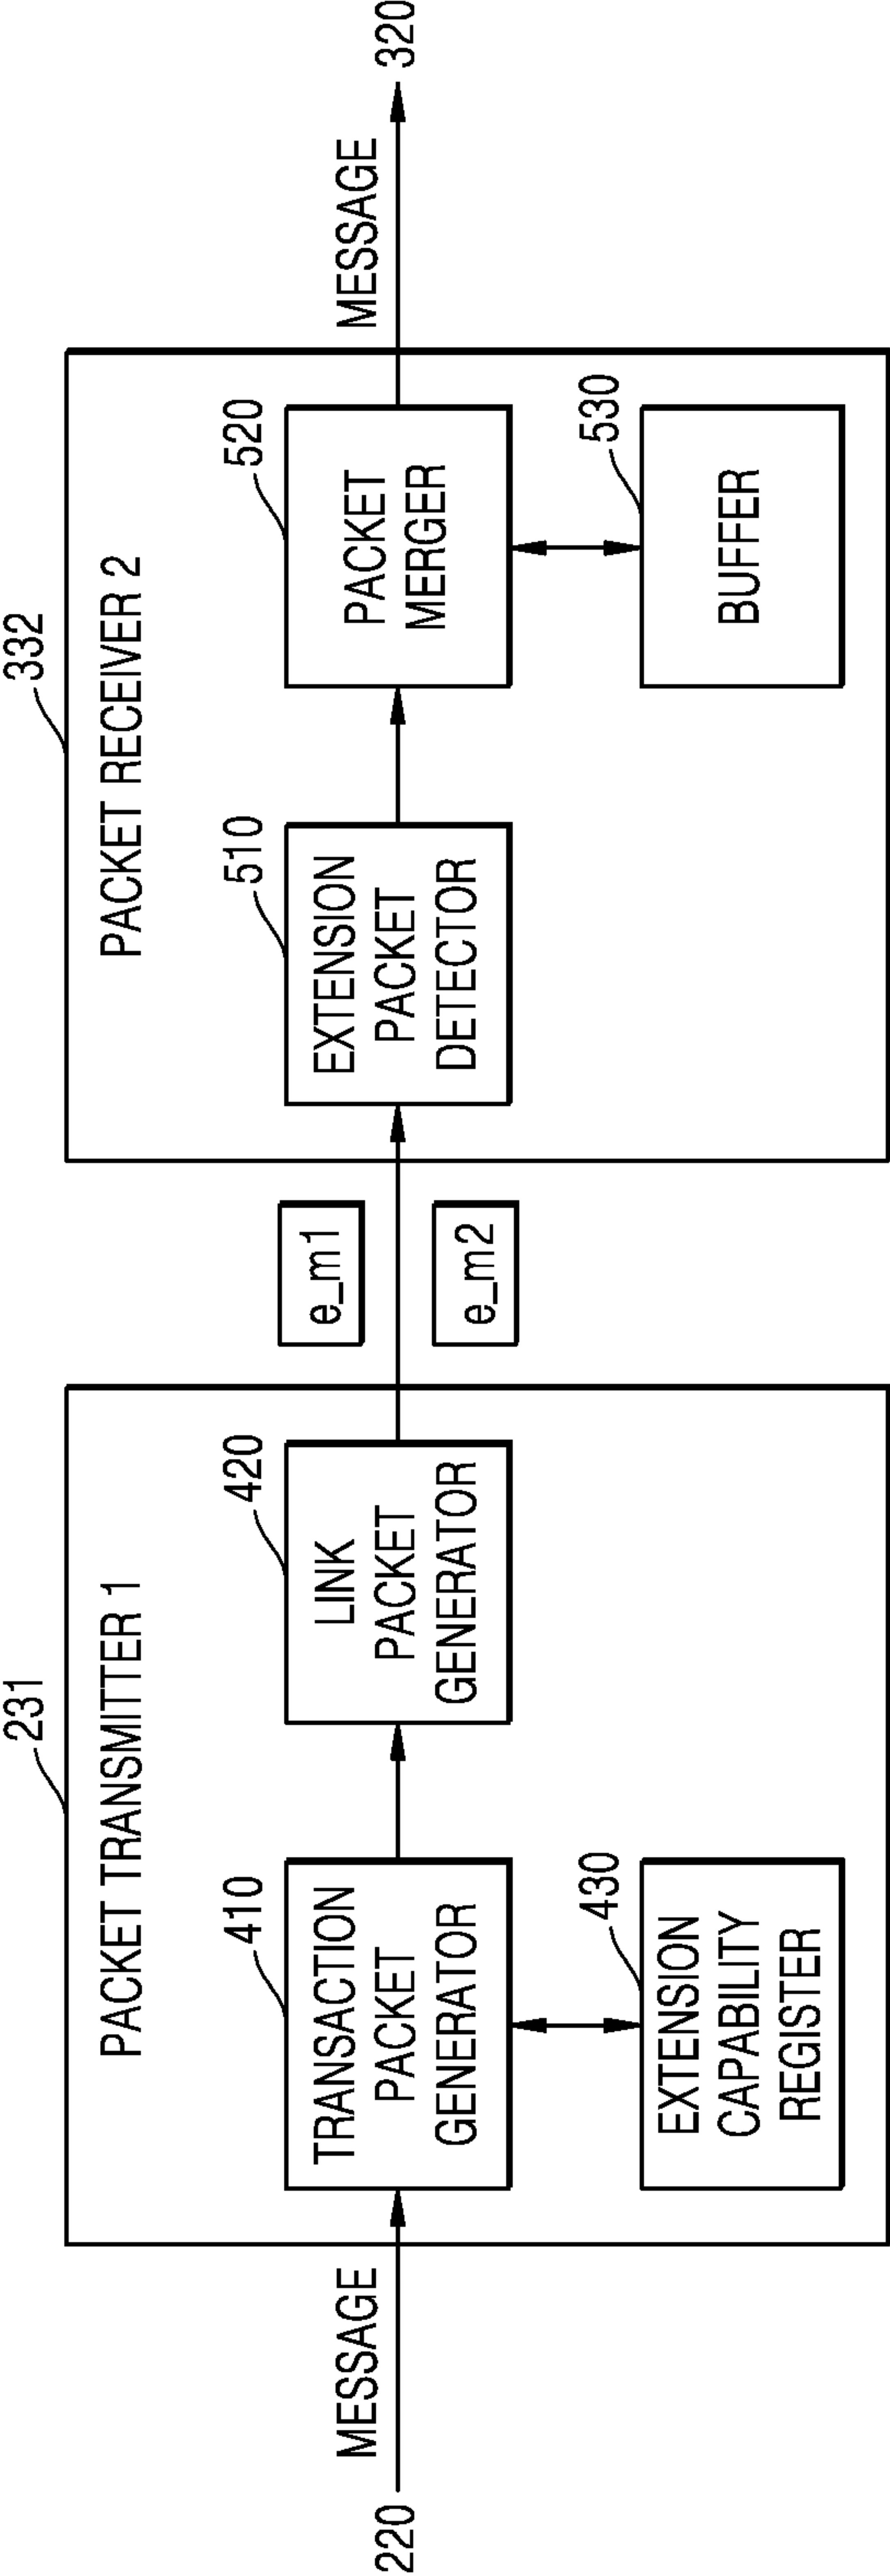 231
332
PACKET TRANSMITTER 1
PACKET RECEIVER 2
220
MESSAGE
410
TRANSACTION
PACKET
GENERATOR
420
LINK
PACKET
GENERATOR
430
EXTENSION
CAPABILITY
REGISTER
e_m1
e_m2
510
EXTENSION
PACKET
DETECTOR
520
PACKET
MERGER
530
BUFFER
MESSAGE
320